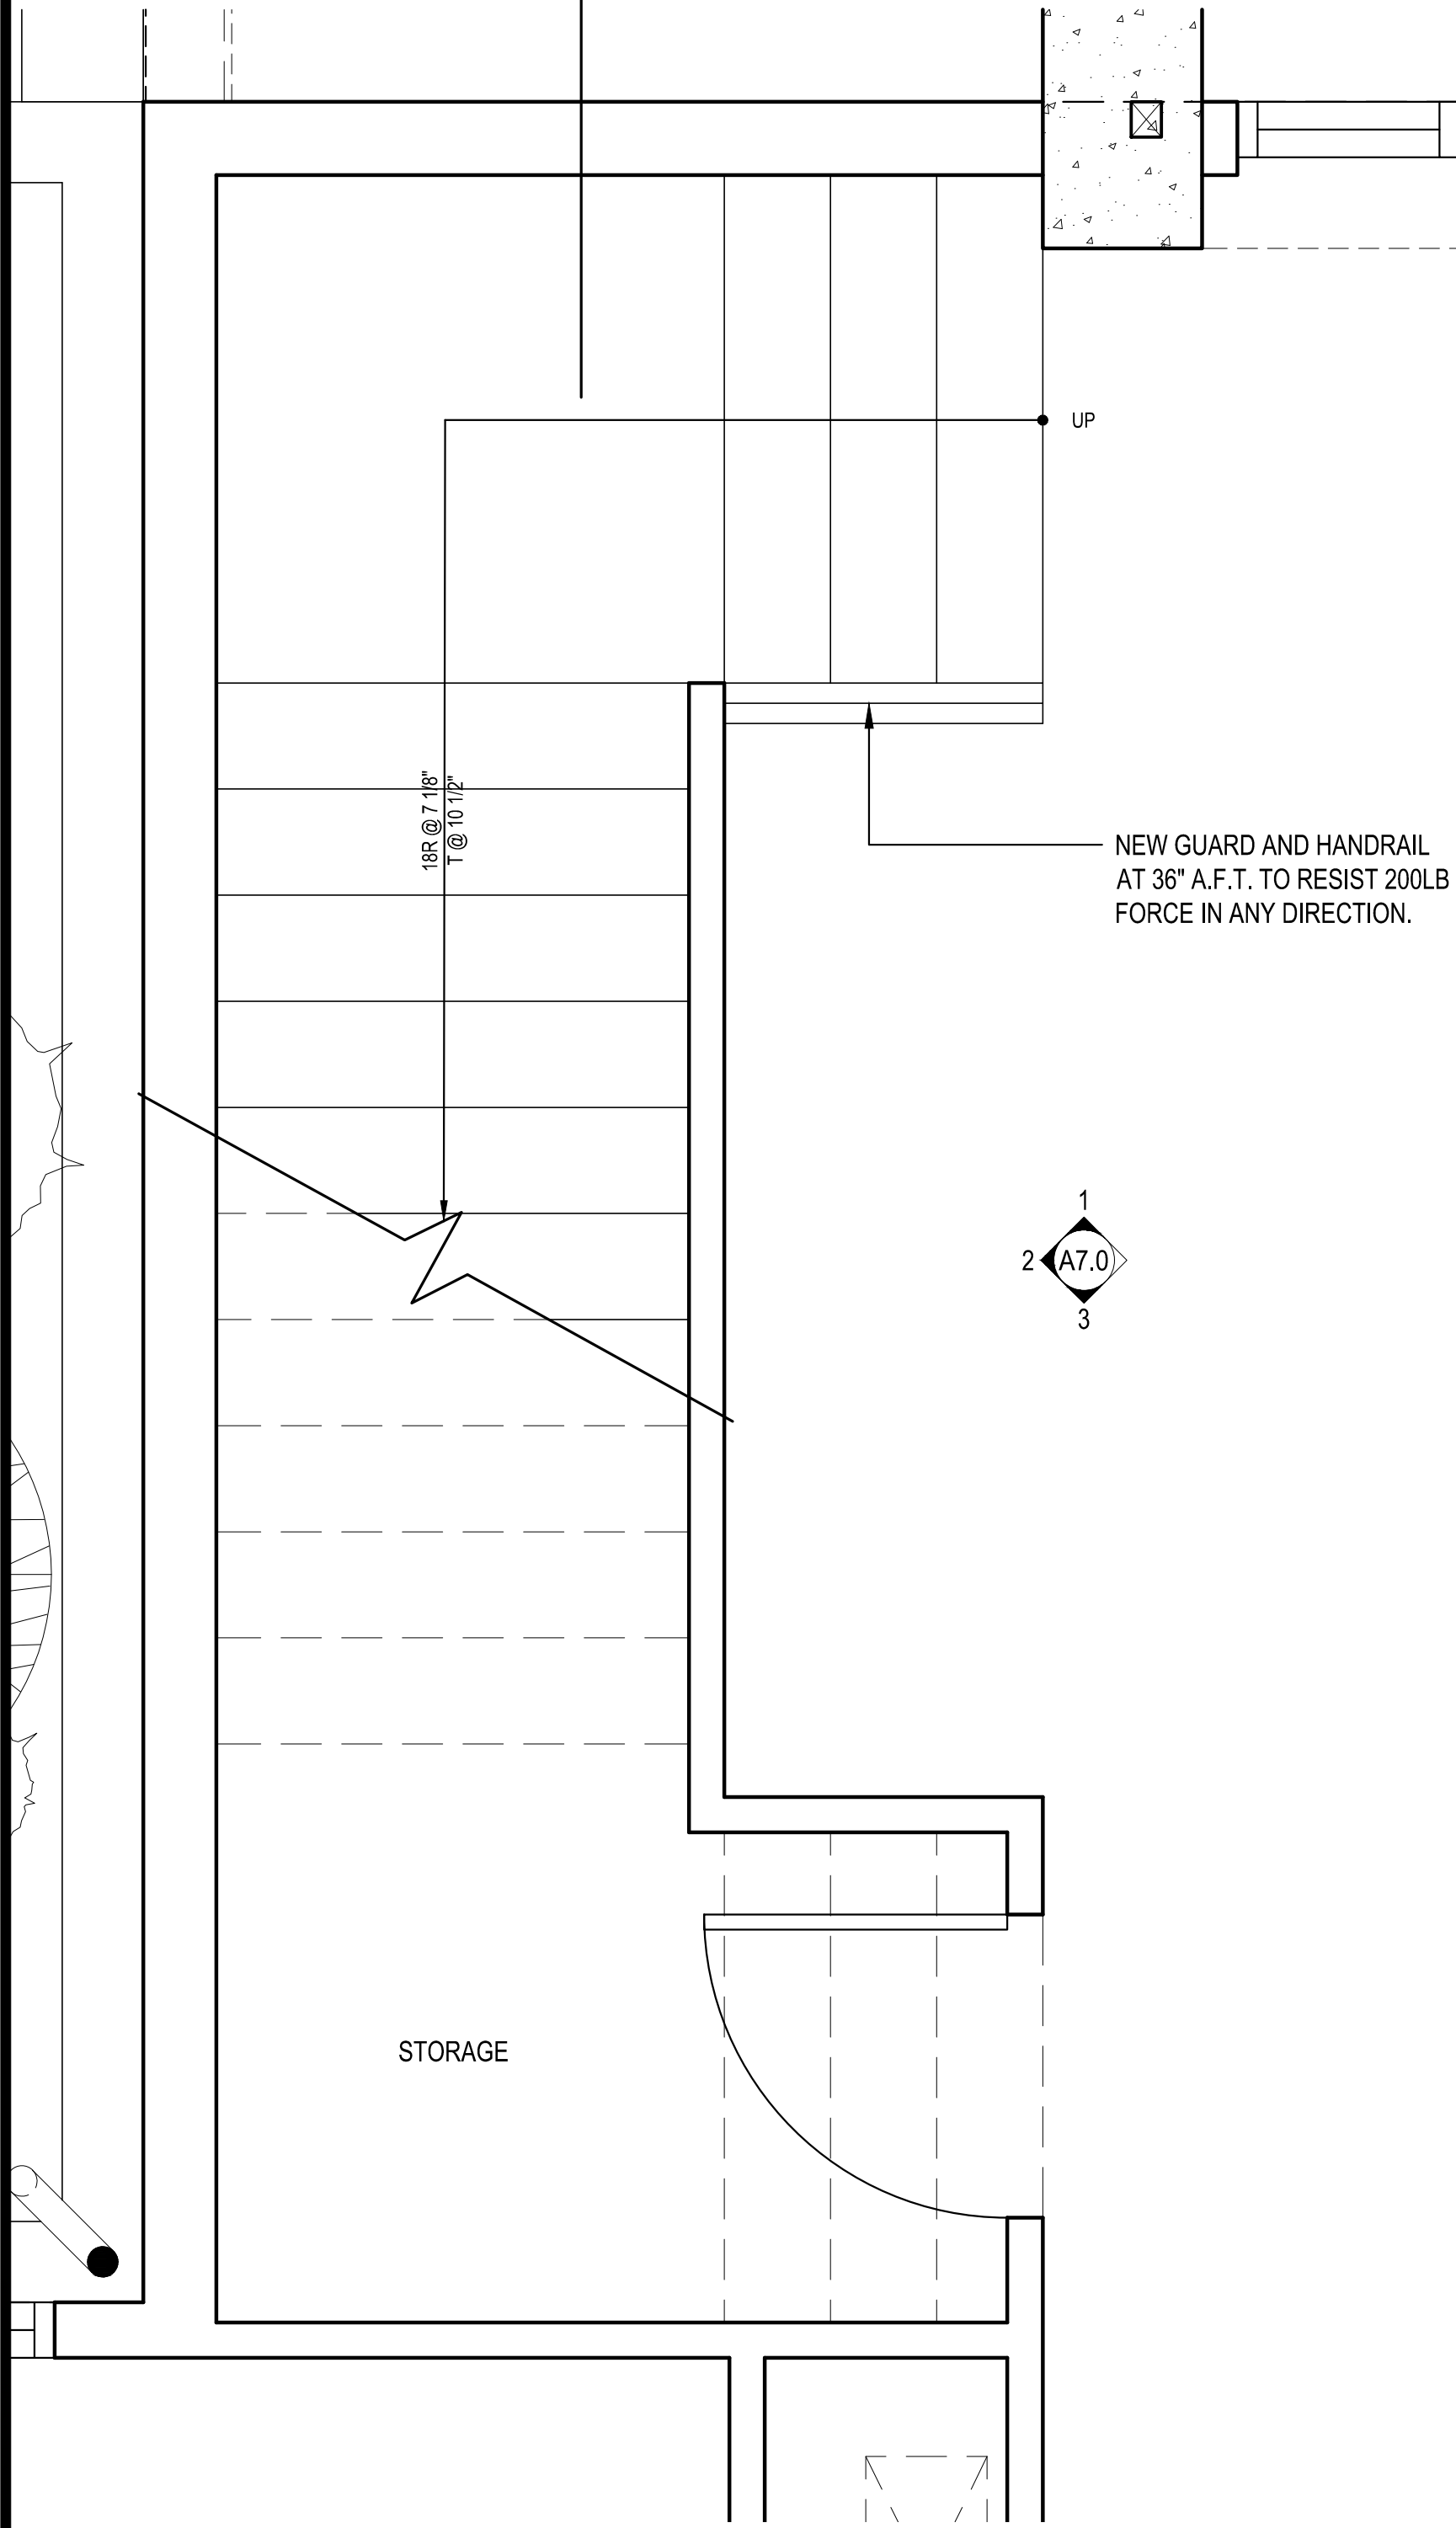 UP
18R @ 7 1/8"
T @ 10 1/2"
NEW GUARD AND HANDRAIL
AT 36" A.F.T. TO RESIST 200LB
FORCE IN ANY DIRECTION.
1
2 A7.0
3
STORAGE